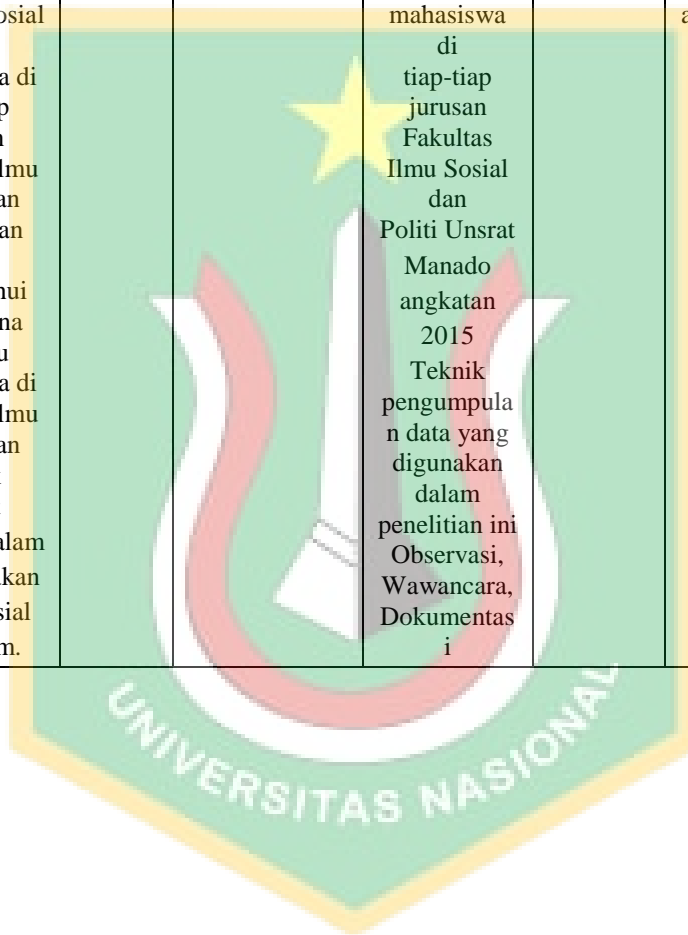 osial
a di
p
n
lmu
an
an
hui
na
u
a di
lmu
an
alam
akan
sial
m.
mahasiswa
di
tiap-tiap
jurusan
Fakultas
Ilmu Sosial
dan
Politi Unsrat
Manado
angkatan
2015
Teknik
pengumpula
n data yang
digunakan
dalam
penelitian ini
Observasi,
Wawancara,
Dokumentas
i
a
UNIVERSITAS NASIONAL